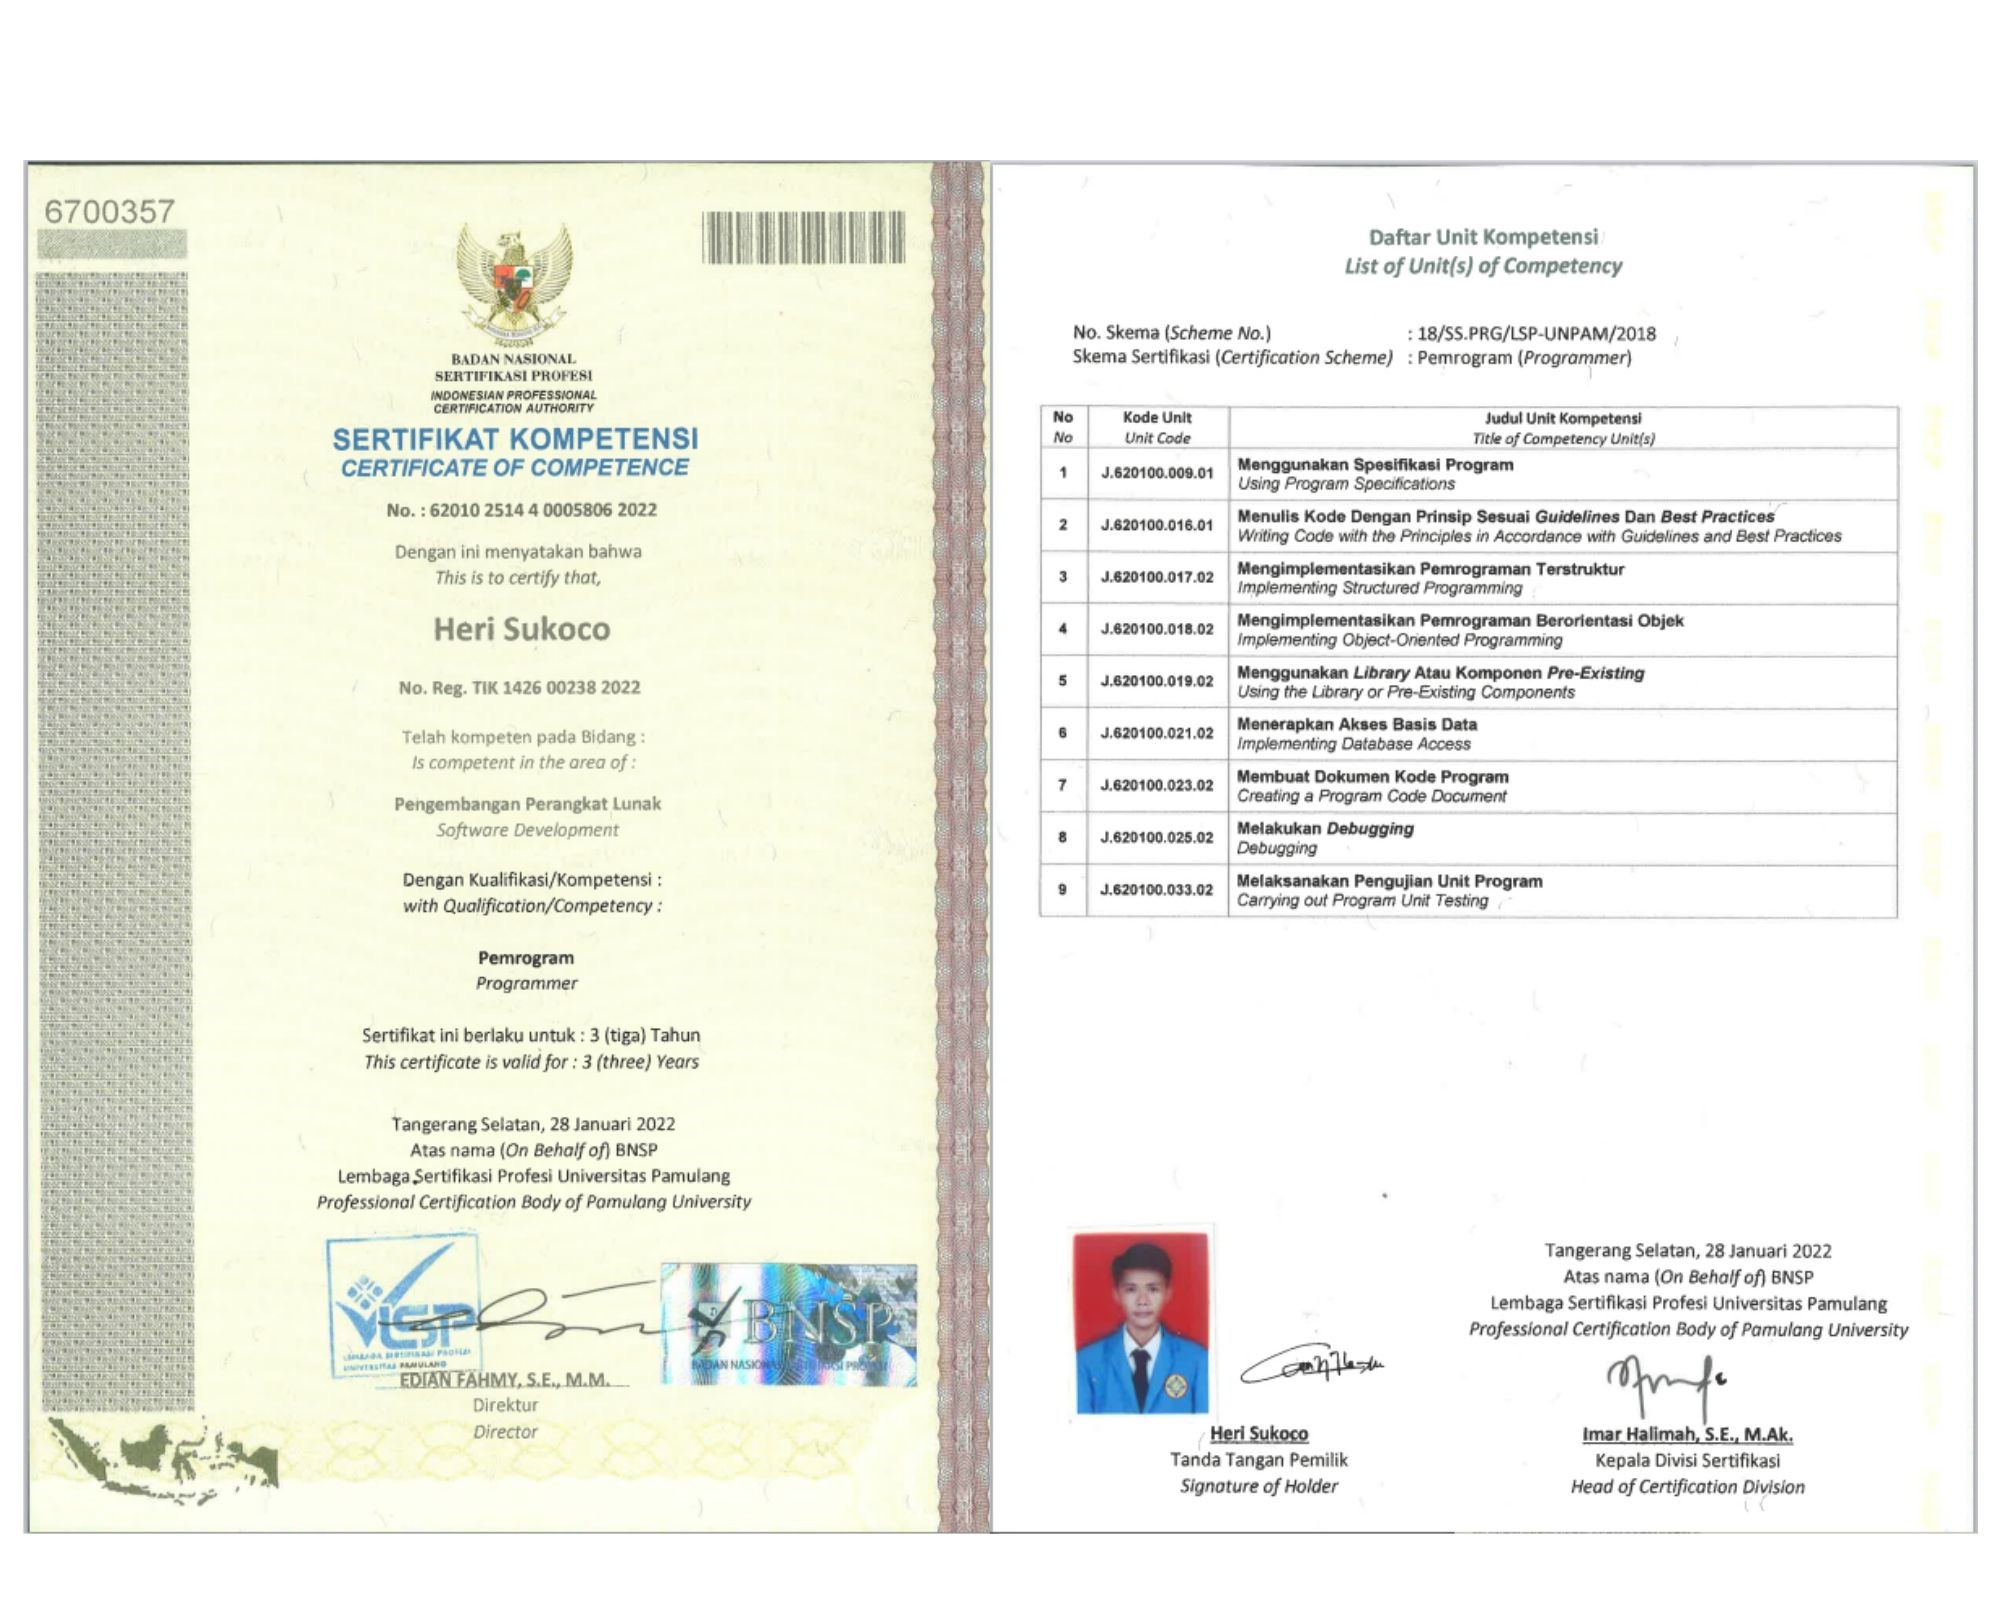 6700357
BADAN NASIONAL
SERTIFIKASI PROFESI
INDONESIAN PROFESSIONAL
CERTIFICATION AUTHORITY
SERTIFIKAT KOMPETENSI
CERTIFICATE OF COMPETENCE
No. : 62010 2514 4 0005806 2022
Dengan ini menyatakan bahwa
This is to certify that,
Heri Sukoco
No. Reg. TIK 1426 00238 2022
Telah kompeten pada Bidang :
Is competent in the area of :
Pengembangan Perangkat Lunak
Software Development
Dengan Kualifikasi/Kompetensi :
with Qualification/Competency :
Pemrogram
Programmer
Sertifikat ini berlaku untuk : 3 (tiga) Tahun
This certificate is valid for : 3 (three) Years
Tangerang Selatan, 28 Januari 2022
Atas nama (On Behalf of) BNSP
Lembaga Sertifikasi Profesi Universitas Pamulang
Professional Certification Body of Pamulang University
LSP
LEMBAGA SERTIFIKASI PROFESI
UNIVERSITAS PAMULANG
BNSP
BADAN NASIONAL SERTIFIKASI PROFESI
EDIAN FAHMY, S.E., M.M.
Direktur
Director
Daftar Unit Kompetensi
List of Unit(s) of Competency
No. Skema (Scheme No.) : 18/SS.PRG/LSP-UNPAM/2018
Skema Sertifikasi (Certification Scheme) : Pemrogram (Programmer)
No Kode Unit Judul Unit Kompetensi
No Unit Code Title of Competency Unit(s)
1 J.620100.009.01 Menggunakan Spesifikasi Program
Using Program Specifications
2 J.620100.016.01 Menulis Kode Dengan Prinsip Sesuai Guidelines Dan Best Practices
Writing Code with the Principles in Accordance with Guidelines and Best Practices
3 J.620100.017.02 Mengimplementasikan Pemrograman Terstruktur
Implementing Structured Programming
4 J.620100.018.02 Mengimplementasikan Pemrograman Berorientasi Objek
Implementing Object-Oriented Programming
5 J.620100.019.02 Menggunakan Library Atau Komponen Pre-Existing
Using the Library or Pre-Existing Components
6 J.620100.021.02 Menerapkan Akses Basis Data
Implementing Database Access
7 J.620100.023.02 Membuat Dokumen Kode Program
Creating a Program Code Document
8 J.620100.025.02 Melakukan Debugging
Debugging
9 J.620100.033.02 Melaksanakan Pengujian Unit Program
Carrying out Program Unit Testing
Tangerang Selatan, 28 Januari 2022
Atas nama (On Behalf of) BNSP
Lembaga Sertifikasi Profesi Universitas Pamulang
Professional Certification Body of Pamulang University
Heri Sukoco
Tanda Tangan Pemilik
Signature of Holder
Imar Halimah, S.E., M.Ak.
Kepala Divisi Sertifikasi
Head of Certification Division